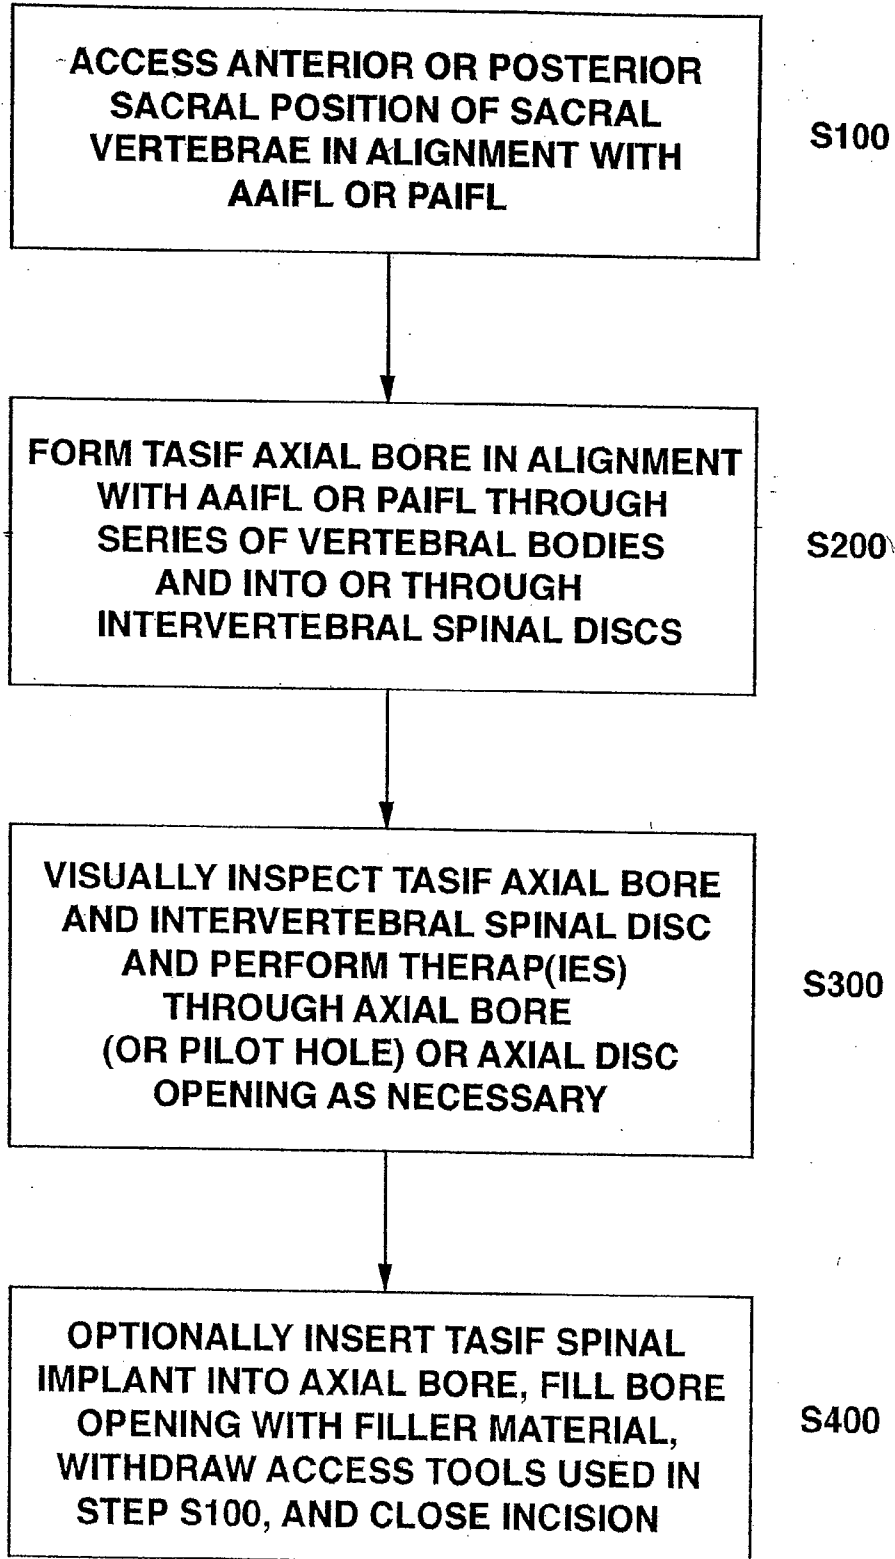 ACCESS ANTERIOR OR POSTERIOR
SACRAL POSITION OF SACRAL
VERTEBRAE IN ALIGNMENT WITH
AAIFL OR PAIFL
S100
FORM TASIF AXIAL BORE IN ALIGNMENT
WITH AAIFL OR PAIFL THROUGH
SERIES OF VERTEBRAL BODIES
AND INTO OR THROUGH
INTERVERTEBRAL SPINAL DISCS
S200
VISUALLY INSPECT TASIF AXIAL BORE
AND INTERVERTEBRAL SPINAL DISC
AND PERFORM THERAP(IES)
THROUGH AXIAL BORE
(OR PILOT HOLE) OR AXIAL DISC
OPENING AS NECESSARY
S300
OPTIONALLY INSERT TASIF SPINAL
IMPLANT INTO AXIAL BORE, FILL BORE
OPENING WITH FILLER MATERIAL,
WITHDRAW ACCESS TOOLS USED IN
STEP S100, AND CLOSE INCISION
S400